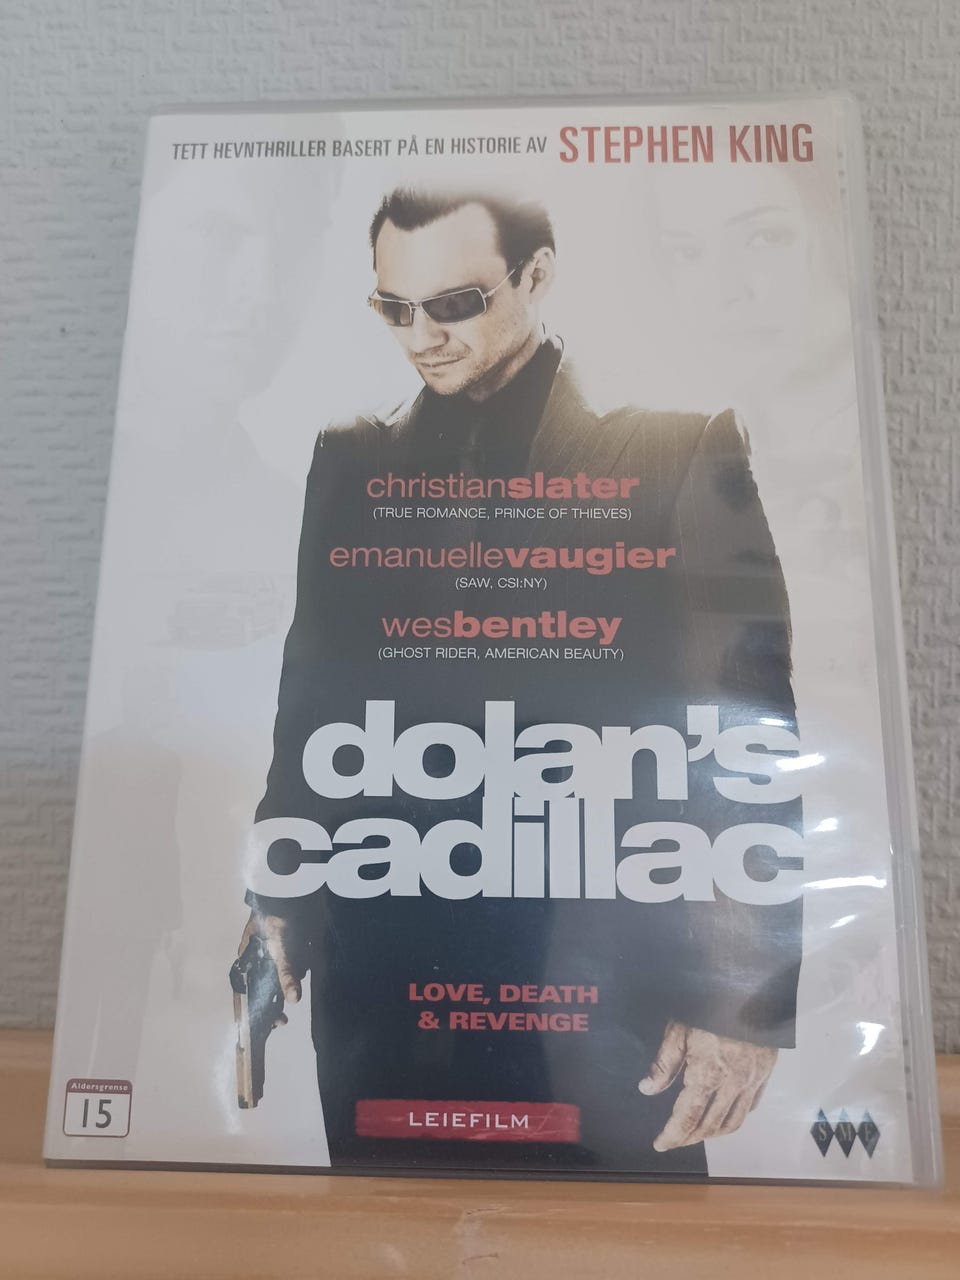 TETT HEVNTHRILLER BASERT PÅ EN HISTORIE AV STEPHEN KING
christianslater
(TRUE ROMANCE, PRINCE OF THIEVES)
emanuellevaugier
(SAW, CSI:NY)
wesbentley
(GHOST RIDER, AMERICAN BEAUTY)
dolan's
cadillac
LOVE, DEATH
& REVENGE
Aldersgrense
15
LEIEFILM
SME